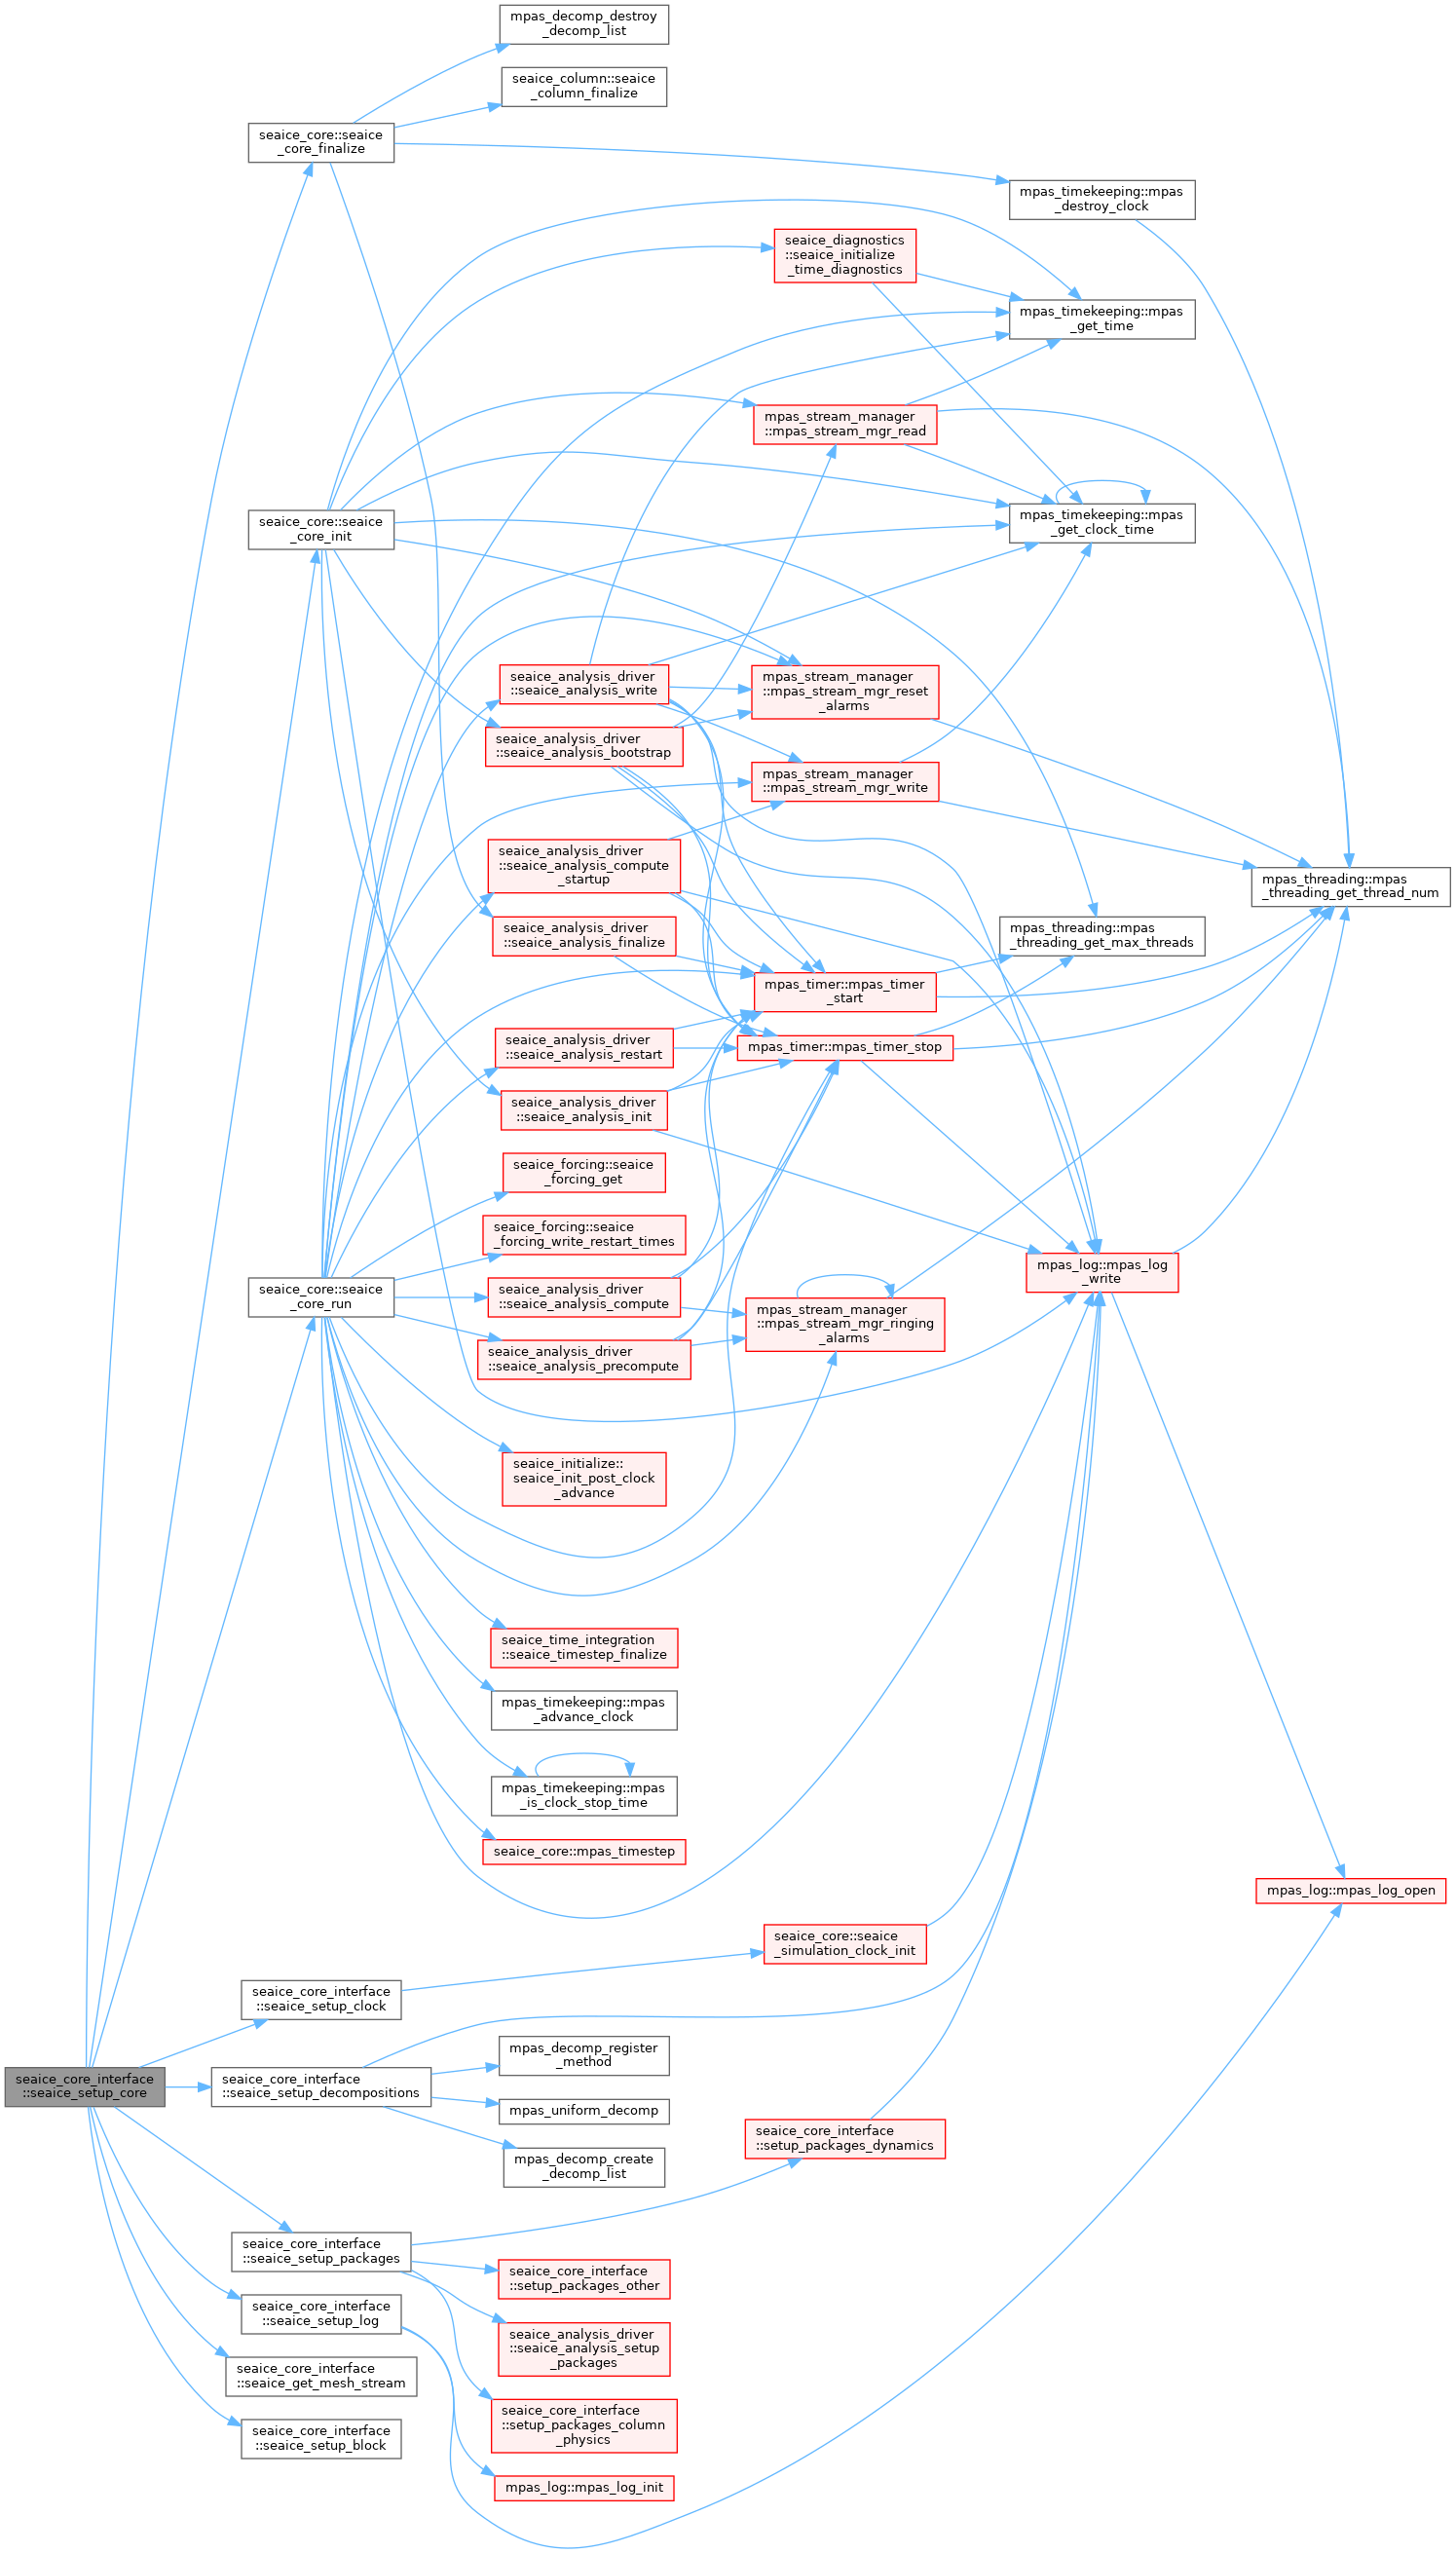 mpas_decomp_destroy
_decomp_list
seaice_column::seaice
_column_finalize
seaice_core::seaice
_core_finalize
mpas_timekeeping::mpas
_destroy_clock
seaice_diagnostics
::seaice_initialize
_time_diagnostics
mpas_timekeeping::mpas
_get_time
mpas_stream_manager
::mpas_stream_mgr_read
seaice_core::seaice
_core_init
mpas_timekeeping::mpas
_get_clock_time
seaice_analysis_driver
::seaice_analysis_write
mpas_stream_manager
::mpas_stream_mgr_reset
_alarms
seaice_analysis_driver
::seaice_analysis_bootstrap
mpas_stream_manager
::mpas_stream_mgr_write
seaice_analysis_driver
::seaice_analysis_compute
_startup
mpas_threading::mpas
_threading_get_thread_num
seaice_analysis_driver
::seaice_analysis_finalize
mpas_threading::mpas
_threading_get_max_threads
mpas_timer::mpas_timer
_start
seaice_analysis_driver
::seaice_analysis_restart
mpas_timer::mpas_timer_stop
seaice_analysis_driver
::seaice_analysis_init
seaice_forcing::seaice
_forcing_get
seaice_forcing::seaice
_forcing_write_restart_times
mpas_log::mpas_log
_write
seaice_core::seaice
_core_run
seaice_analysis_driver
::seaice_analysis_compute
mpas_stream_manager
::mpas_stream_mgr_ringing
_alarms
seaice_analysis_driver
::seaice_analysis_precompute
seaice_initialize::
seaice_init_post_clock
_advance
seaice_time_integration
::seaice_timestep_finalize
mpas_timekeeping::mpas
_advance_clock
mpas_timekeeping::mpas
_is_clock_stop_time
seaice_core::mpas_timestep
mpas_log::mpas_log_open
seaice_core::seaice
_simulation_clock_init
seaice_core_interface
::seaice_setup_clock
mpas_decomp_register
_method
seaice_core_interface
::seaice_setup_core
seaice_core_interface
::seaice_setup_decompositions
mpas_uniform_decomp
seaice_core_interface
::setup_packages_dynamics
mpas_decomp_create
_decomp_list
seaice_core_interface
::seaice_setup_packages
seaice_core_interface
::setup_packages_other
seaice_core_interface
::seaice_setup_log
seaice_analysis_driver
::seaice_analysis_setup
_packages
seaice_core_interface
::seaice_get_mesh_stream
seaice_core_interface
::setup_packages_column
_physics
seaice_core_interface
::seaice_setup_block
mpas_log::mpas_log_init